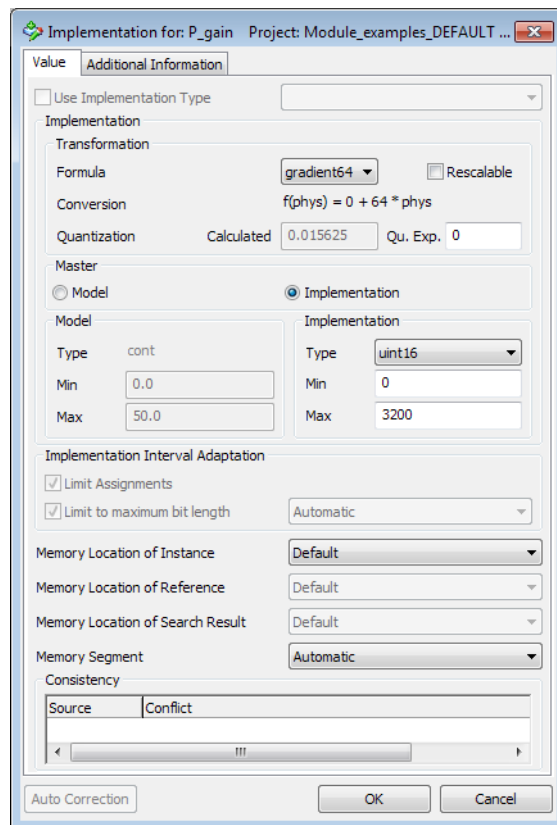 Implementation for: P_gain Project: Module_examples_DEFAULT ...
Value Additional Information
Use Implementation Type
Implementation
Transformation
Formula gradient64 Rescalable
Conversion f(phys) = 0 + 64 * phys
Quantization Calculated 0.015625 Qu. Exp. 0
Master
Model Implementation
Model Implementation
Type cont Type uint16
Min 0.0 Min 0
Max 50.0 Max 3200
Implementation Interval Adaptation
Limit Assignments
Limit to maximum bit length Automatic
Memory Location of Instance Default
Memory Location of Reference Default
Memory Location of Search Result Default
Memory Segment Automatic
Consistency
Source Conflict
Auto Correction OK Cancel